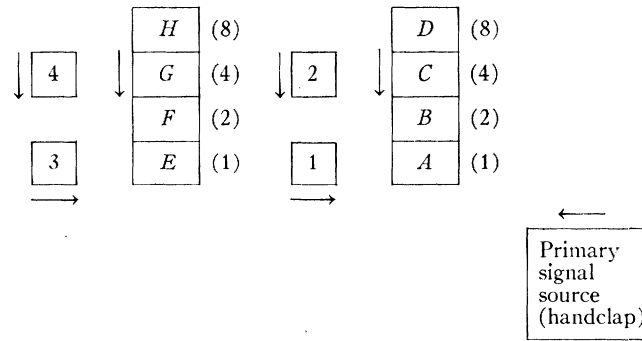 H (8) D (8)
4 G (4) 2 C (4)
F (2) B (2)
3 E (1) 1 A (1)
Primary
signal
source
(handclap)